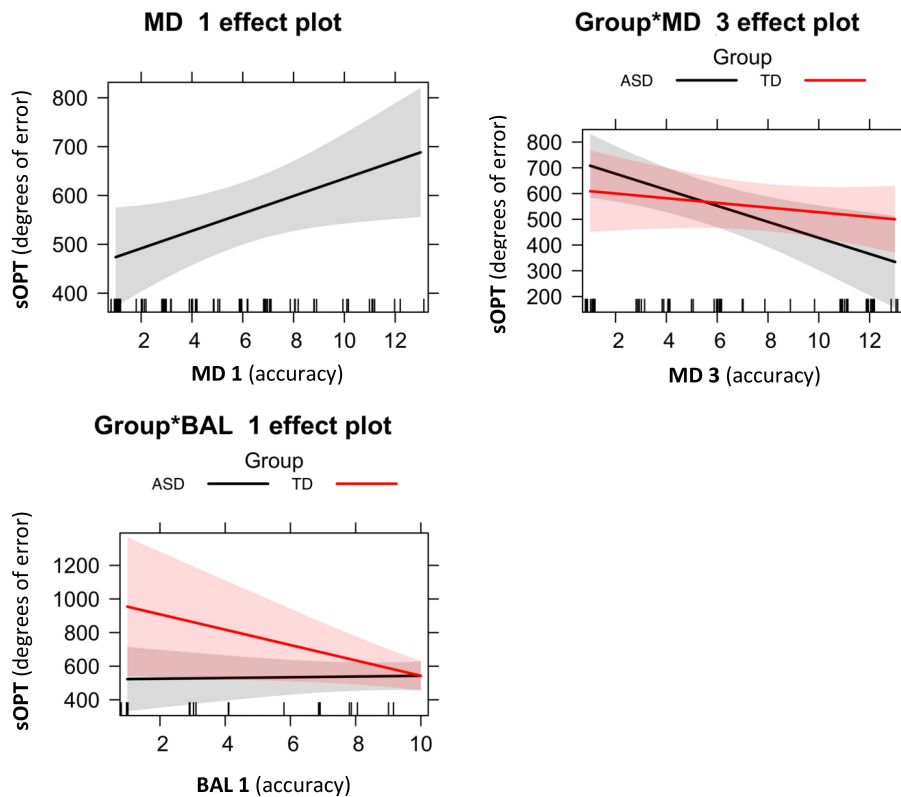 MD 1 effect plot
sOPT (degrees of error)
800
700
600
500
400
2 4 6 8 10 12
MD 1 (accuracy)
Group*MD 3 effect plot
Group
ASD TD
sOPT (degrees of error)
800
700
600
500
400
300
200
2 4 6 8 10 12
MD 3 (accuracy)
Group*BAL 1 effect plot
Group
ASD TD
sOPT (degrees of error)
1200
1000
800
600
400
2 4 6 8 10
BAL 1 (accuracy)